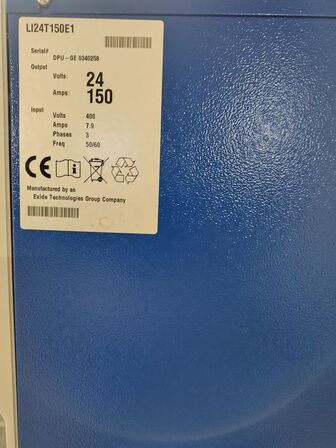 LI24T150E1
Serial#
DPU-GE 0340258
Output
Volts: 24
Amps: 150
Input
Volts 400
Amps 7.9
Phases 3
Freq 50/60
CE
Manufactured by an
Exide Technologies Group Company